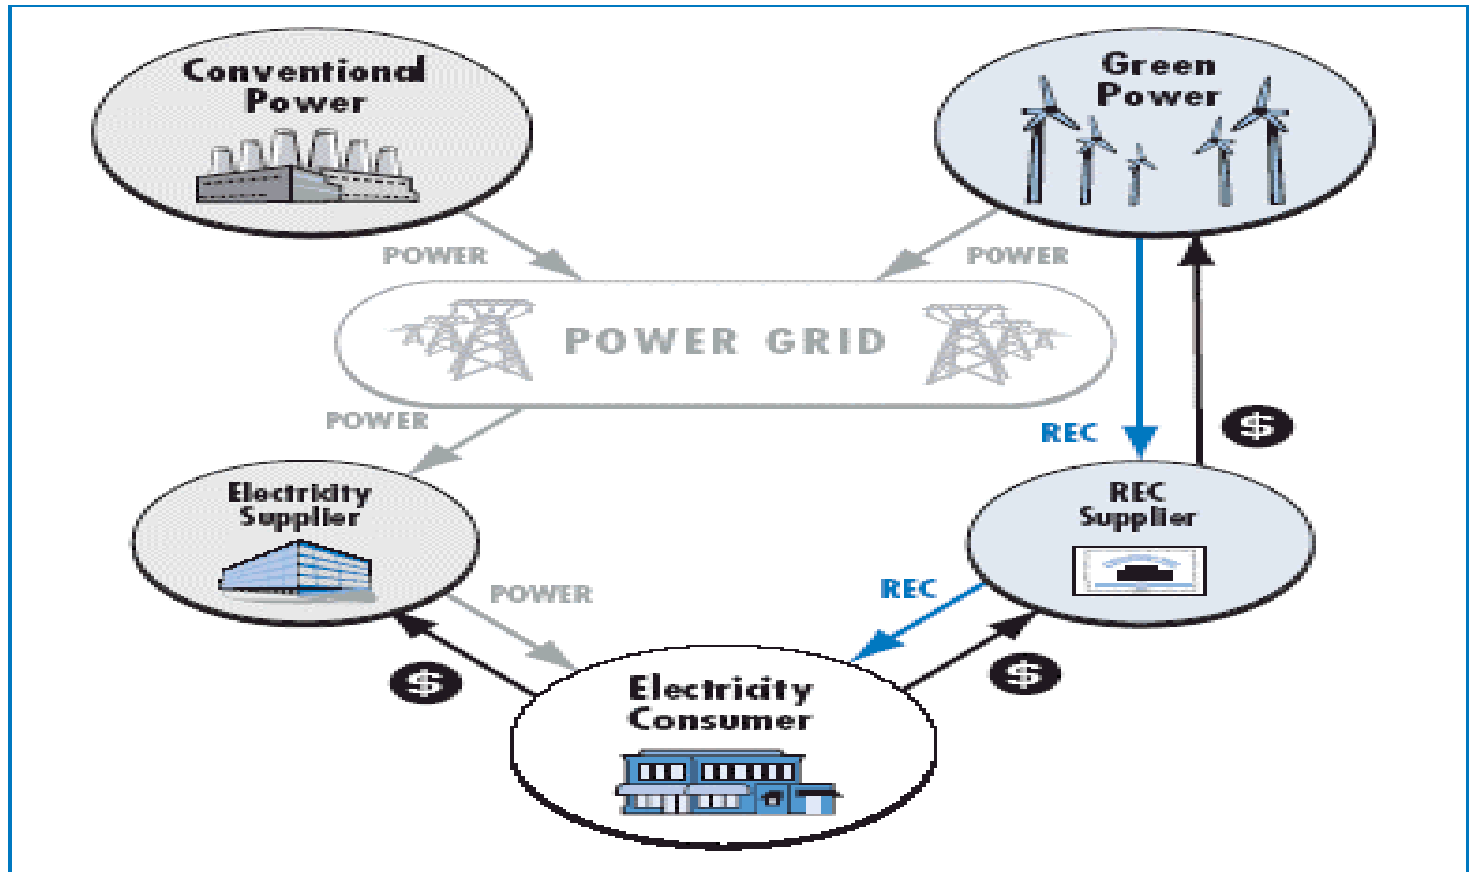 Conventional
Power
Green
Power
POWER
POWER
POWER GRID
POWER
REC
$
Electricity
Supplier
REC
Supplier
POWER
REC
$
$
Electricity
Consumer